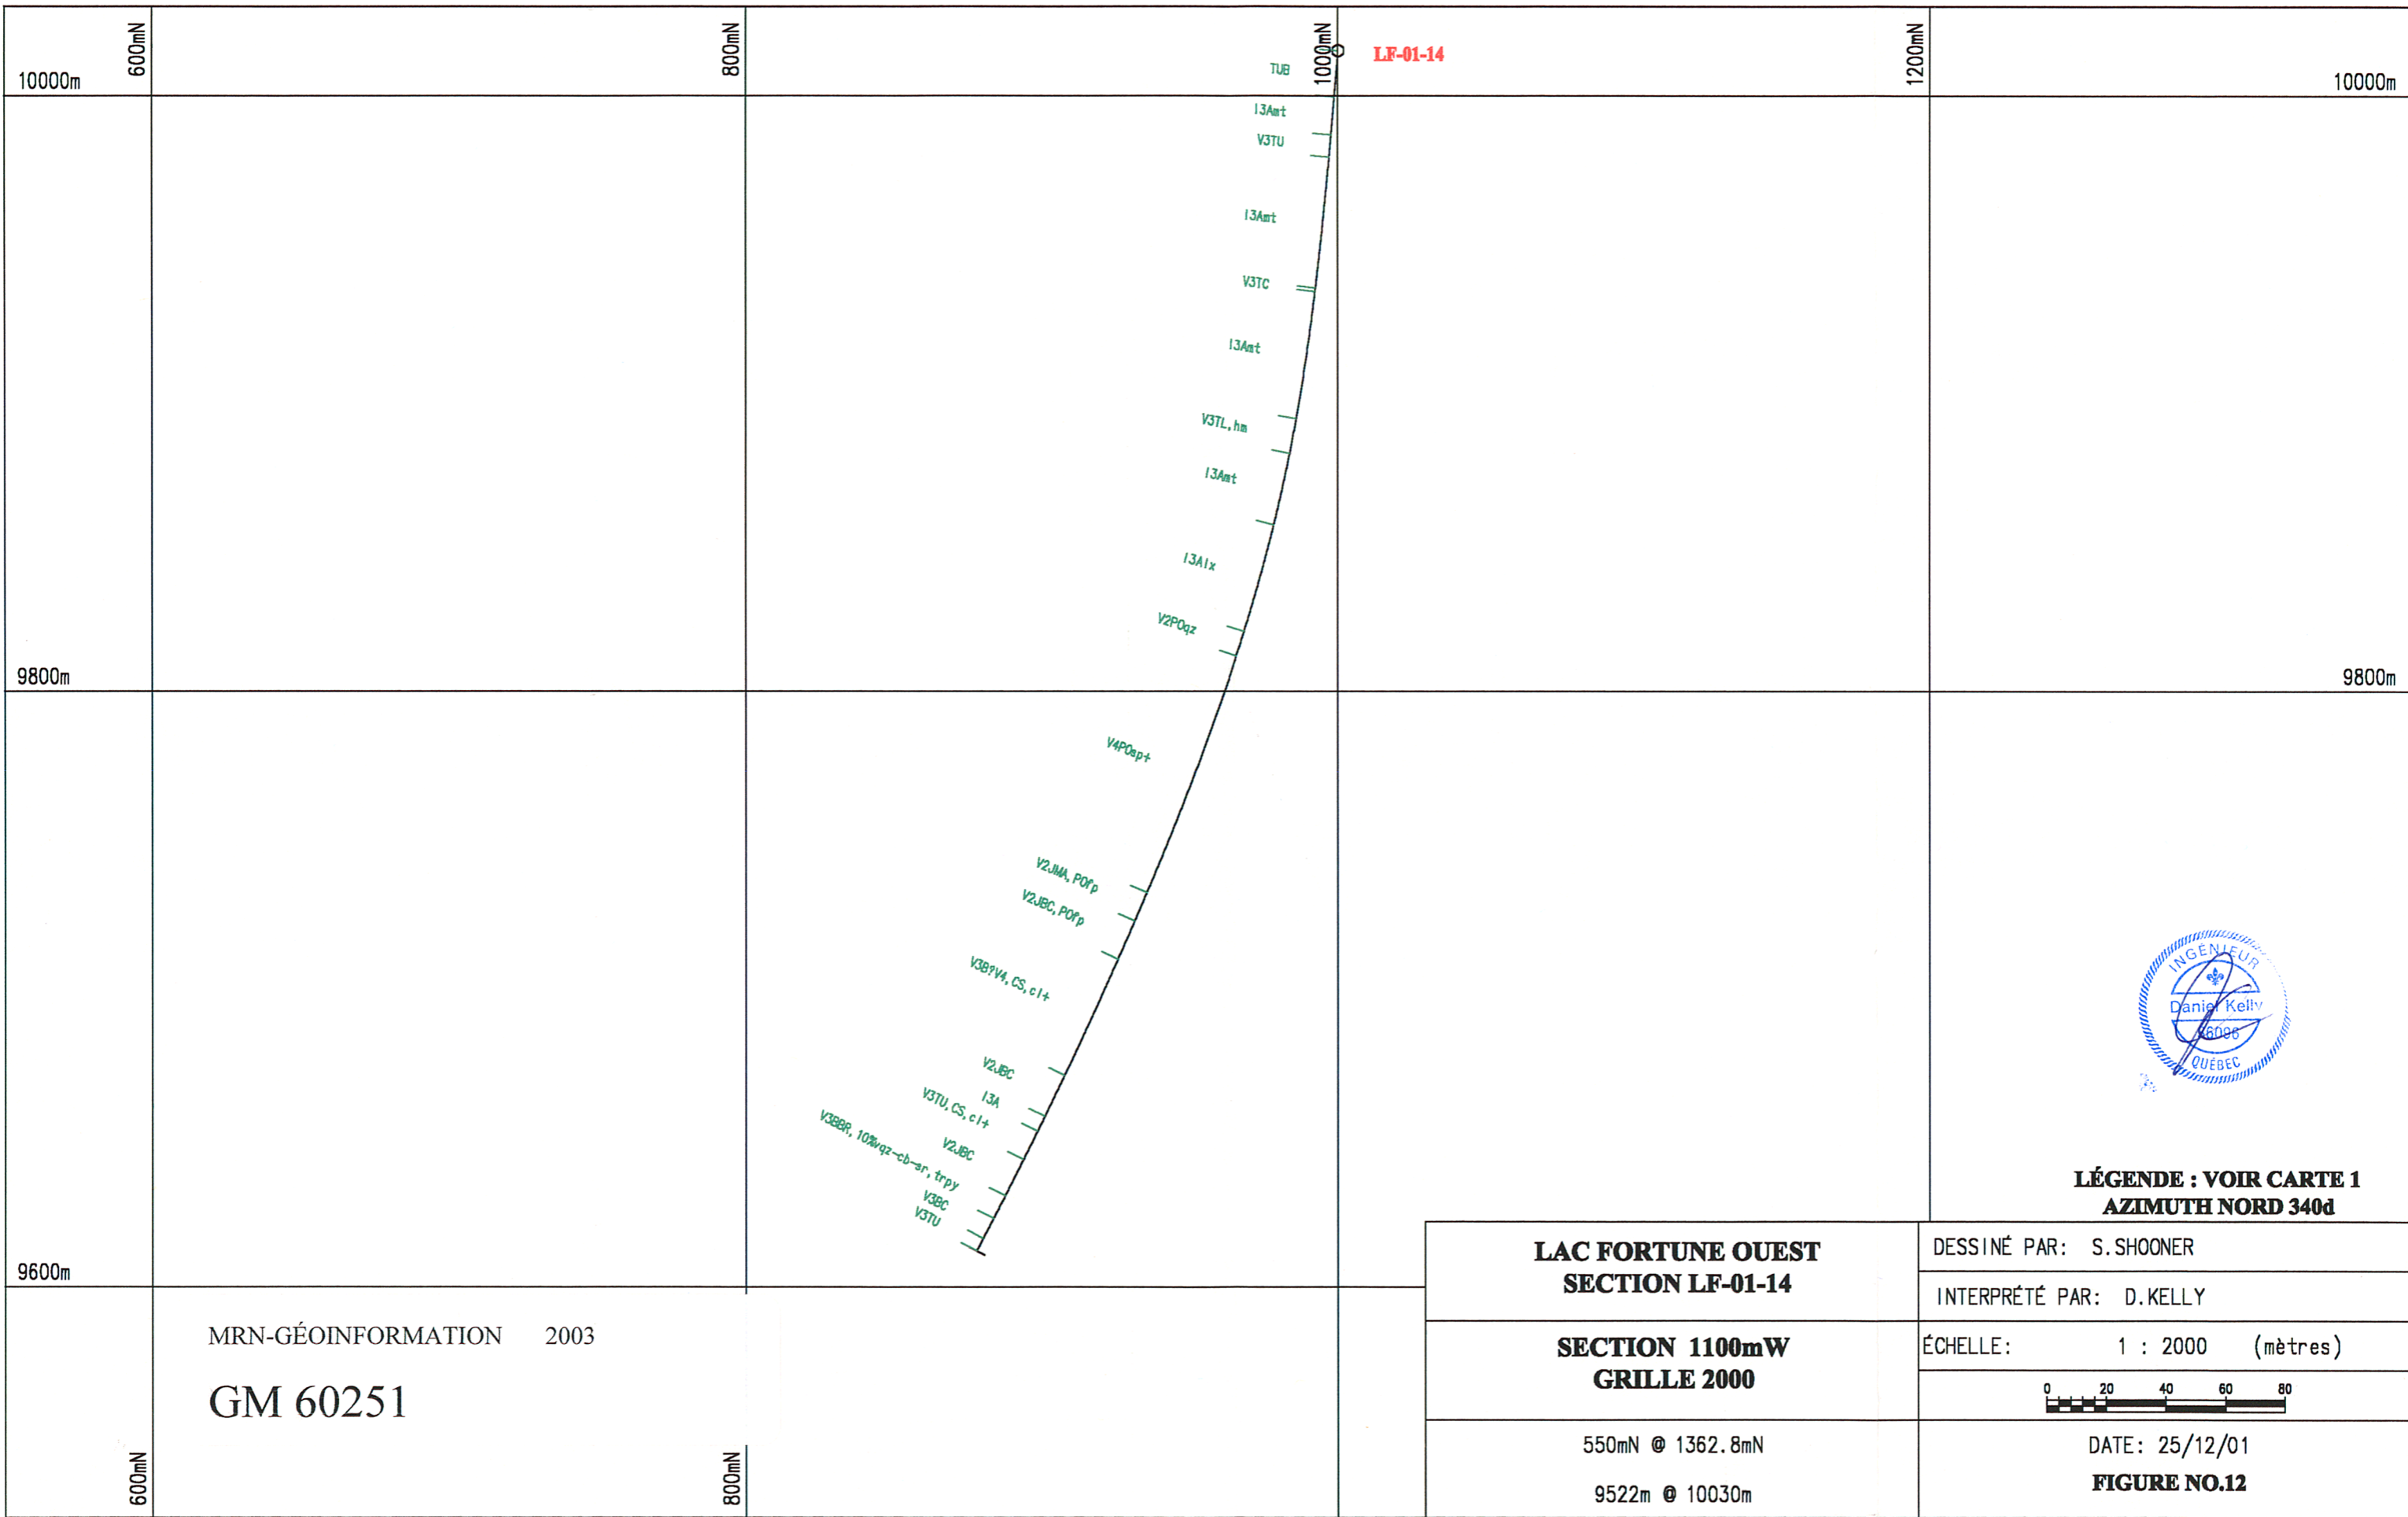 600mN
800mN
1000mN
1200mN
LF-01-14
10000m
10000m
TUB
I3Amt
V3TU
I3Amt
V3TC
I3Amt
V3TL,hm
I3Amt
I3Alx
V2POqz
9800m
9800m
V4POsp+
V2JMA,POfp
V2JBC,POfp
V3B?V4,CS,cl+
V2JBC
I3A
V3TU,CS,cl+
V2JBC
V3BBR,10%vqz-cb-sr,trpy
V3BC
V3TU
9600m
INGÉNIEUR
Daniel Kelly
QUÉBEC
LÉGENDE : VOIR CARTE 1
AZIMUTH NORD 340d
LAC FORTUNE OUEST
SECTION LF-01-14
DESSINÉ PAR: S.SHOONER
INTERPRÉTÉ PAR: D.KELLY
SECTION 1100mW
GRILLE 2000
ÉCHELLE: 1 : 2000 (mètres)
0 20 40 60 80
550mN @ 1362.8mN
9522m @ 10030m
DATE: 25/12/01
FIGURE NO.12
MRN-GÉOINFORMATION 2003
GM 60251
600mN
800mN